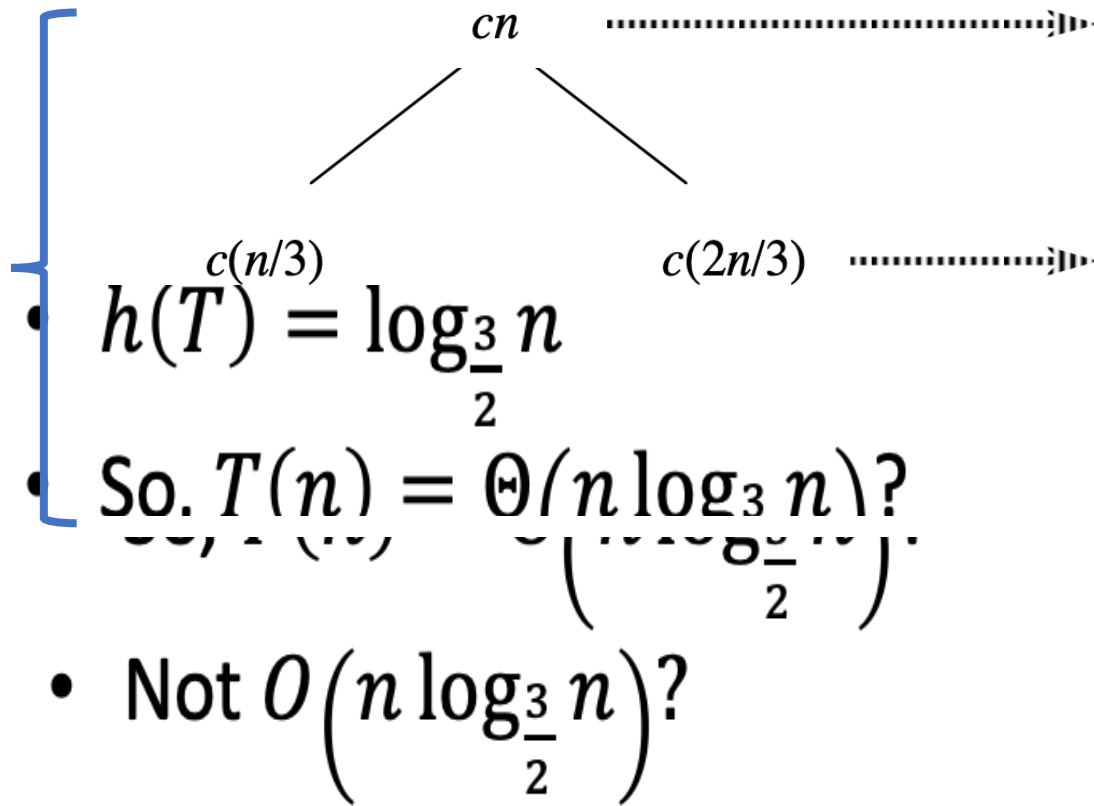 cn
c(n/3) c(2n/3)
• h(T) = log_{3/2} n
• So, T(n) = Θ(n log_3 n)?
• Not O(n log_{3/2} n)?